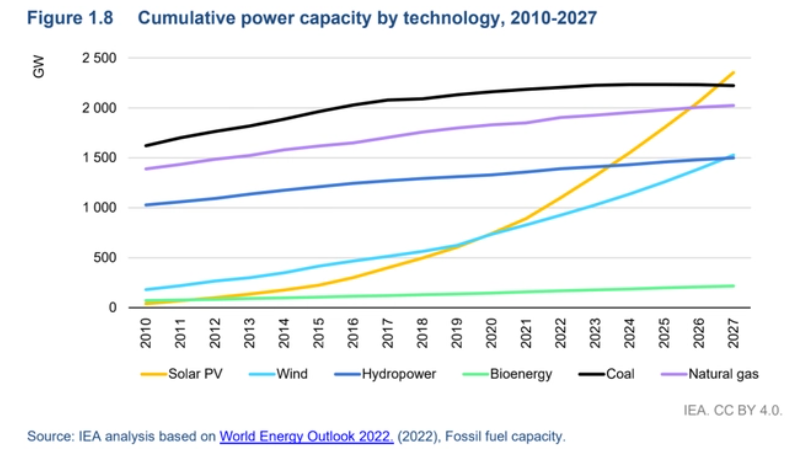 Figure 1.8 Cumulative power capacity by technology, 2010-2027
GW
2 500
2 000
1 500
1 000
500
0
2010
2011
2012
2013
2014
2015
2016
2017
2018
2019
2020
2021
2022
2023
2024
2025
2026
2027
Solar PV
Wind
Hydropower
Bioenergy
Coal
Natural gas
IEA. CC BY 4.0.
Source: IEA analysis based on World Energy Outlook 2022. (2022), Fossil fuel capacity.